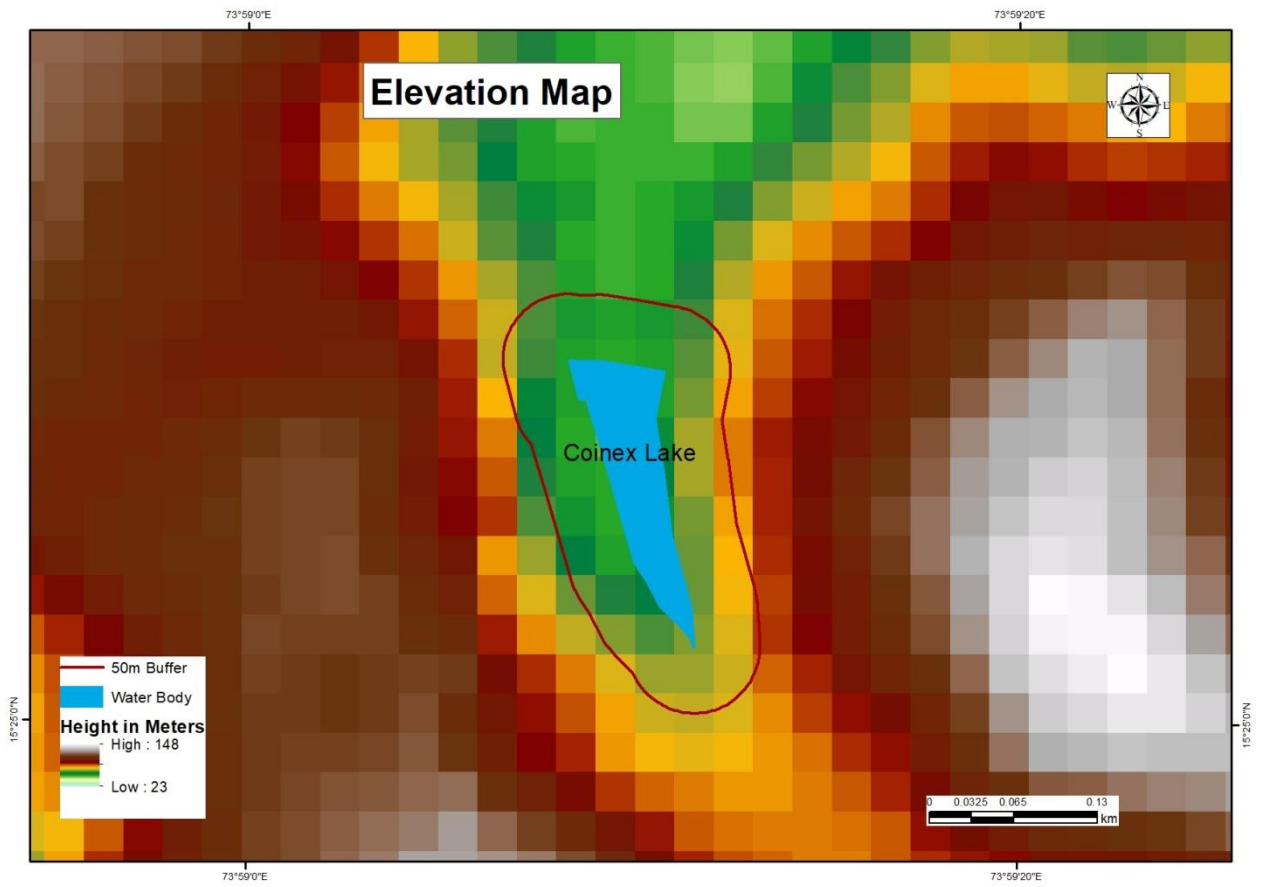 73°59'0"E
73°59'20"E
Elevation Map
N
W
E
S
Coinex Lake
50m Buffer
Water Body
Height in Meters
High : 148
Low : 23
15°25'0"N
15°25'0"N
0 0.0325 0.065 0.13
km
73°59'0"E
73°59'20"E